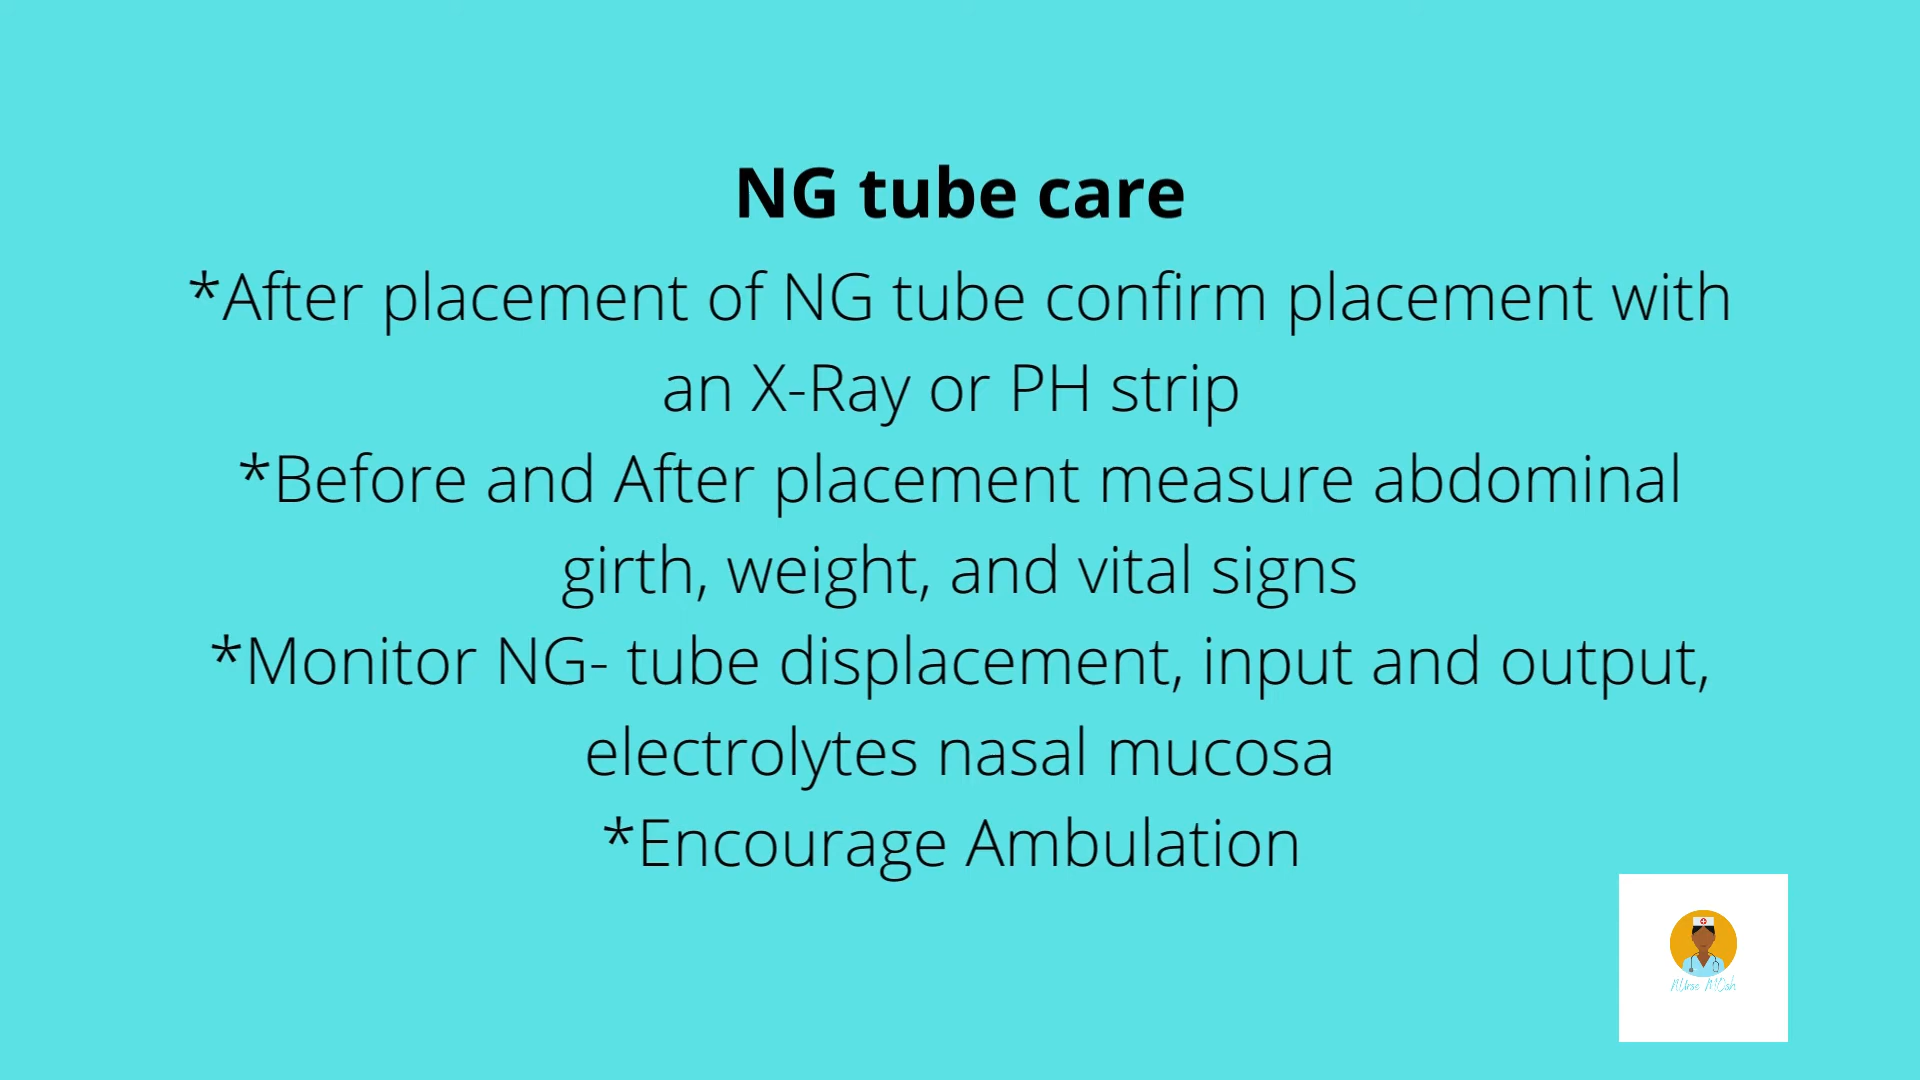 NG tube care
*After placement of NG tube confirm placement with
an X-Ray or PH strip
*Before and After placement measure abdominal
girth, weight, and vital signs
*Monitor NG- tube displacement, input and output,
electrolytes nasal mucosa
*Encourage Ambulation